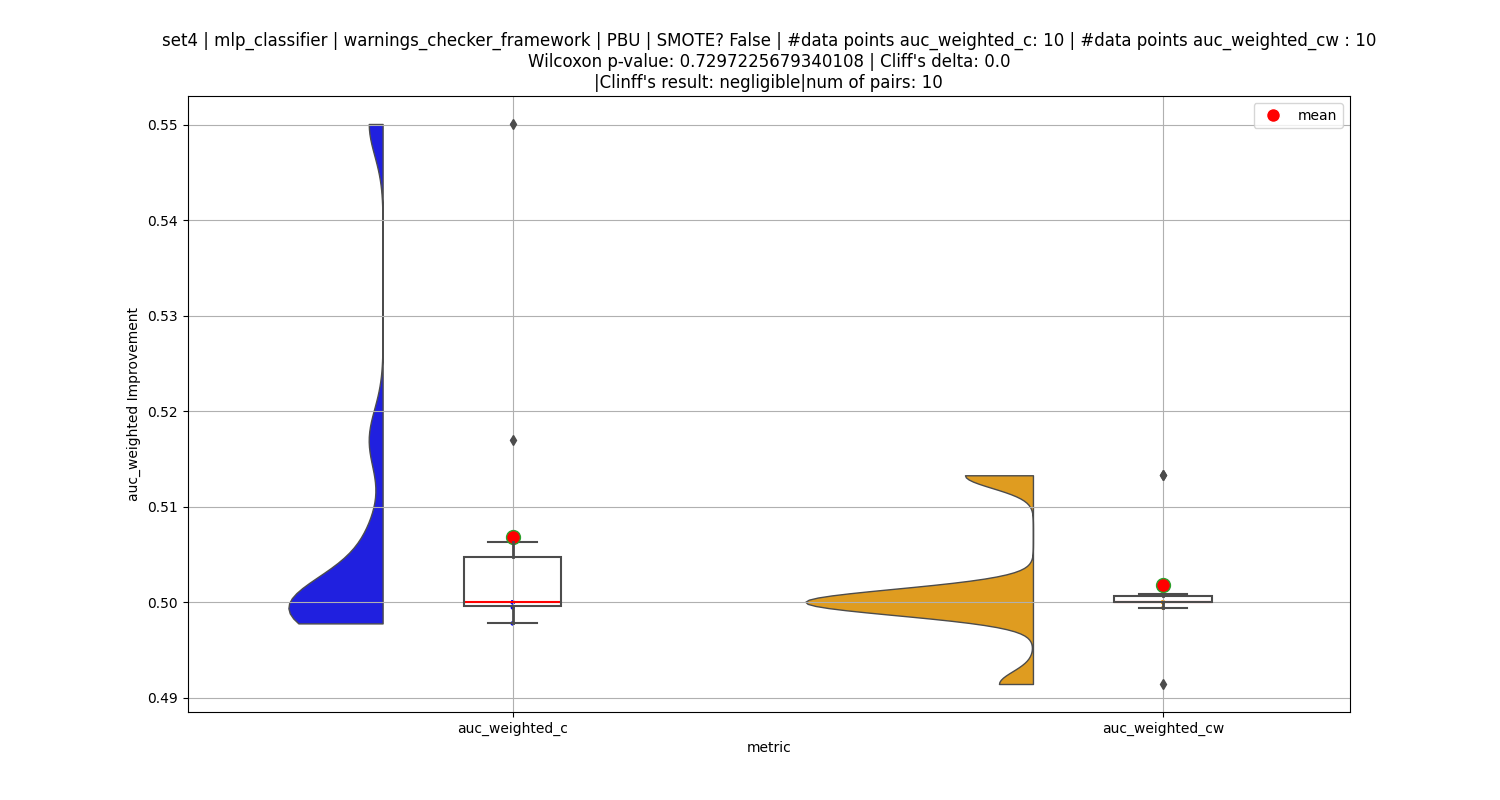 set4 | mlp_classifier | warnings_checker_framework | PBU | SMOTE? False | #data points auc_weighted_c: 10 | #data points auc_weighted_cw : 10
Wilcoxon p-value: 0.7297225679340108 | Cliff's delta: 0.0
|Clinff's result: negligible|num of pairs: 10
mean
0.55
0.54
0.53
0.52
0.51
0.50
0.49
auc_weighted Improvement
auc_weighted_c
auc_weighted_cw
metric